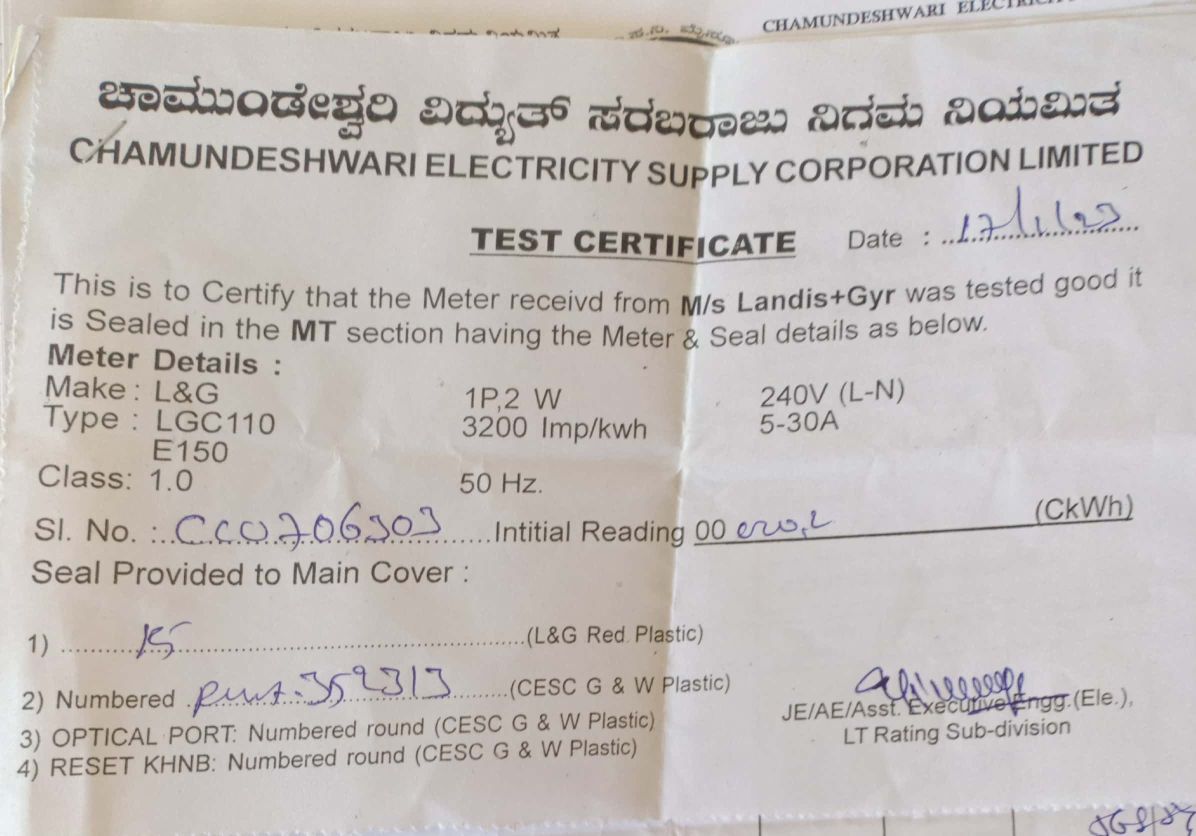 CHAMUNDESHWARI
ಚಾಮುಂಡೇಶ್ವರಿ ವಿದ್ಯುತ್ ಸರಬರಾಜು ನಿಗಮ ನಿಯಮಿತ
CHAMUNDESHWARI ELECTRICITY SUPPLY CORPORATION LIMITED
TEST CERTIFICATE Date :
This is to Certify that the Meter receivd from M/s Landis+Gyr was tested good it
is Sealed in the MT section having the Meter & Seal details as below.
Meter Details :
Make : L&G 1P,2 W 240V (L-N)
Type : LGC110 3200 Imp/kwh 5-30A
E150
Class: 1.0 50 Hz.
Sl. No. : CC0706303 Intitial Reading 00 (CkWh)
Seal Provided to Main Cover :
1) (L&G Red Plastic)
2) Numbered (CESC G & W Plastic)
3) OPTICAL PORT: Numbered round (CESC G & W Plastic)
4) RESET KHNB: Numbered round (CESC G & W Plastic)
JE/AE/Asst. Executive Engg.(Ele.),
LT Rating Sub-division